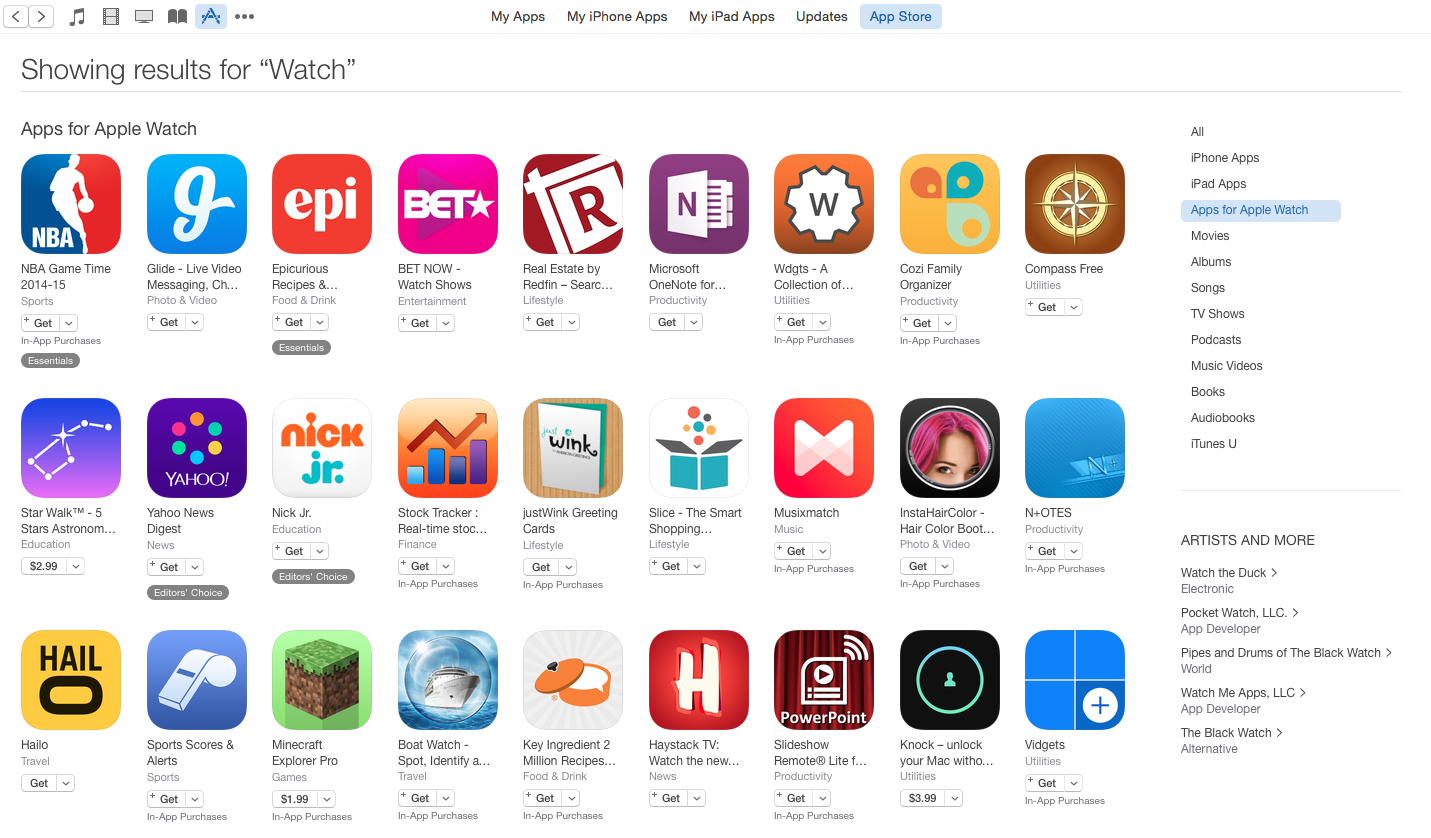 My Apps My iPhone Apps My iPad Apps Updates App Store
Showing results for “Watch”
Apps for Apple Watch
NBA
g
epi
BET
R
N
W
NBA Game Time
2014-15
Sports
+ Get
In-App Purchases
Essentials
Glide - Live Video
Messaging, Ch…
Photo & Video
+ Get
Epicurious
Recipes &…
Food & Drink
+ Get
Essentials
BET NOW -
Watch Shows
Entertainment
+ Get
Real Estate by
Redfin – Searc…
Lifestyle
+ Get
Microsoft
OneNote for…
Productivity
Get
Wdgts - A
Collection of…
Utilities
+ Get
In-App Purchases
Cozi Family
Organizer
Productivity
+ Get
In-App Purchases
Compass Free
Utilities
+ Get
YAHOO!
nick
jr.
just
wink
N+
Star Walk™ - 5
Stars Astronom…
Education
$2.99
Yahoo News
Digest
News
+ Get
Editors' Choice
Nick Jr.
Education
+ Get
Editors' Choice
Stock Tracker :
Real-time stoc…
Finance
+ Get
In-App Purchases
justWink Greeting
Cards
Lifestyle
Get
In-App Purchases
Slice - The Smart
Shopping…
Lifestyle
+ Get
Musixmatch
Music
+ Get
In-App Purchases
InstaHairColor -
Hair Color Boot…
Photo & Video
Get
In-App Purchases
N+OTES
Productivity
+ Get
In-App Purchases
HAIL
O
H
PowerPoint
Hailo
Travel
Get
Sports Scores &
Alerts
Sports
+ Get
In-App Purchases
Minecraft
Explorer Pro
Games
$1.99
In-App Purchases
Boat Watch -
Spot, Identify a…
Travel
+ Get
In-App Purchases
Key Ingredient 2
Million Recipes…
Food & Drink
+ Get
In-App Purchases
Haystack TV:
Watch the new…
News
+ Get
Slideshow
Remote® Lite f…
Productivity
+ Get
In-App Purchases
Knock – unlock
your Mac witho…
Utilities
$3.99
Vidgets
Utilities
+ Get
In-App Purchases
All
iPhone Apps
iPad Apps
Apps for Apple Watch
Movies
Albums
Songs
TV Shows
Podcasts
Music Videos
Books
Audiobooks
iTunes U
ARTISTS AND MORE
Watch the Duck >
Electronic
Pocket Watch, LLC. >
App Developer
Pipes and Drums of The Black Watch >
World
Watch Me Apps, LLC >
App Developer
The Black Watch >
Alternative